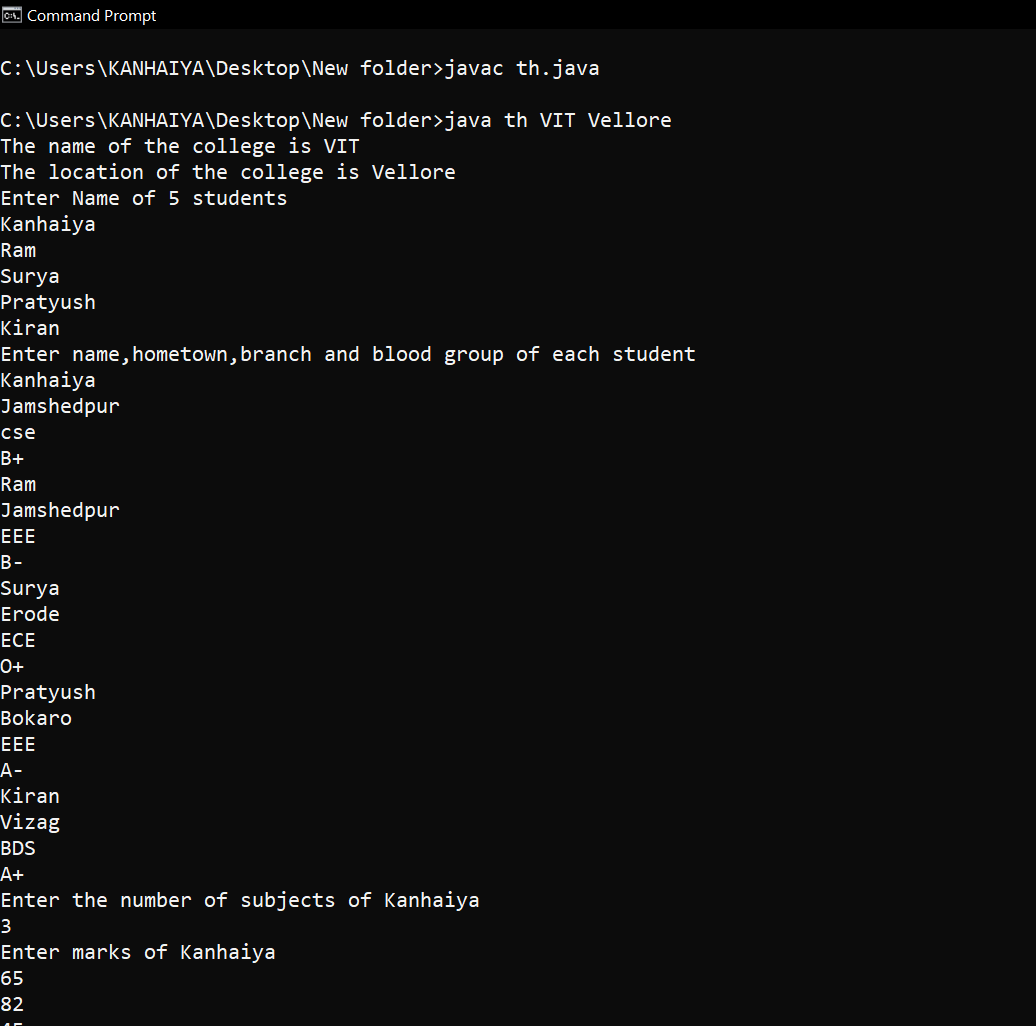 Command Prompt
C:\Users\KANHAIYA\Desktop\New folder>javac th.java
C:\Users\KANHAIYA\Desktop\New folder>java th VIT Vellore
The name of the college is VIT
The location of the college is Vellore
Enter Name of 5 students
Kanhaiya
Ram
Surya
Pratyush
Kiran
Enter name,hometown,branch and blood group of each student
Kanhaiya
Jamshedpur
cse
B+
Ram
Jamshedpur
EEE
B-
Surya
Erode
ECE
O+
Pratyush
Bokaro
EEE
A-
Kiran
Vizag
BDS
A+
Enter the number of subjects of Kanhaiya
3
Enter marks of Kanhaiya
65
82